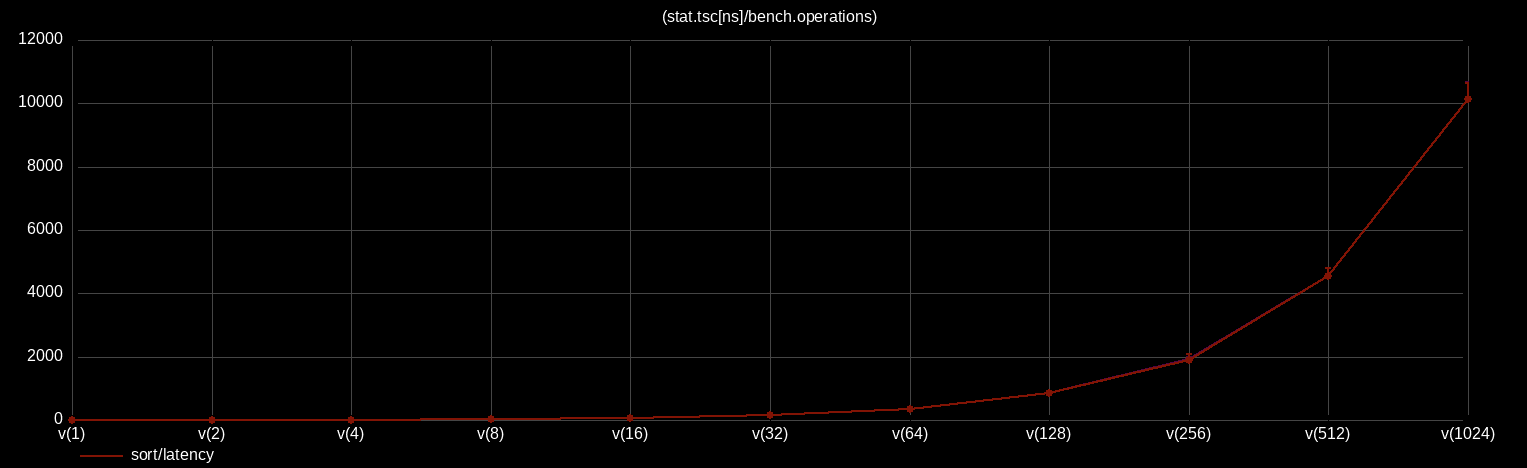 (stat.tsc[ns]/bench.operations)
12000
10000
8000
6000
4000
2000
0
v(1) v(2) v(4) v(8) v(16) v(32) v(64) v(128) v(256) v(512) v(1024)
sort/latency